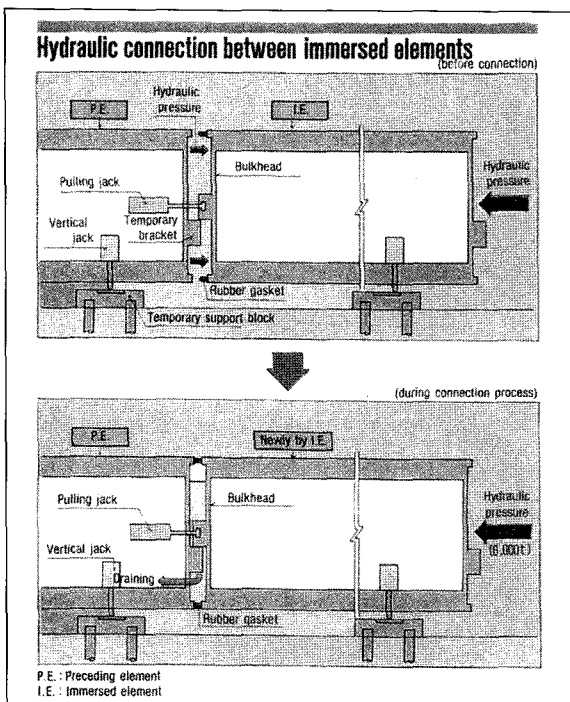 Hydraulic connection between immersed elements
(before connection)
Hydraulic
pressure
P.E.
I.E.
Bulkhead
Hydraulic
pressure
Pulling jack
Vertical
jack
Temporary
bracket
Rubber gasket
Temporary support block
(during connection process)
P.E.
Newly by I.E.
Pulling jack
Bulkhead
Hydraulic
pressure
(6,000t)
Vertical jack
Draining
Rubber gasket
P.E. : Preceding element
I.E. : Immersed element